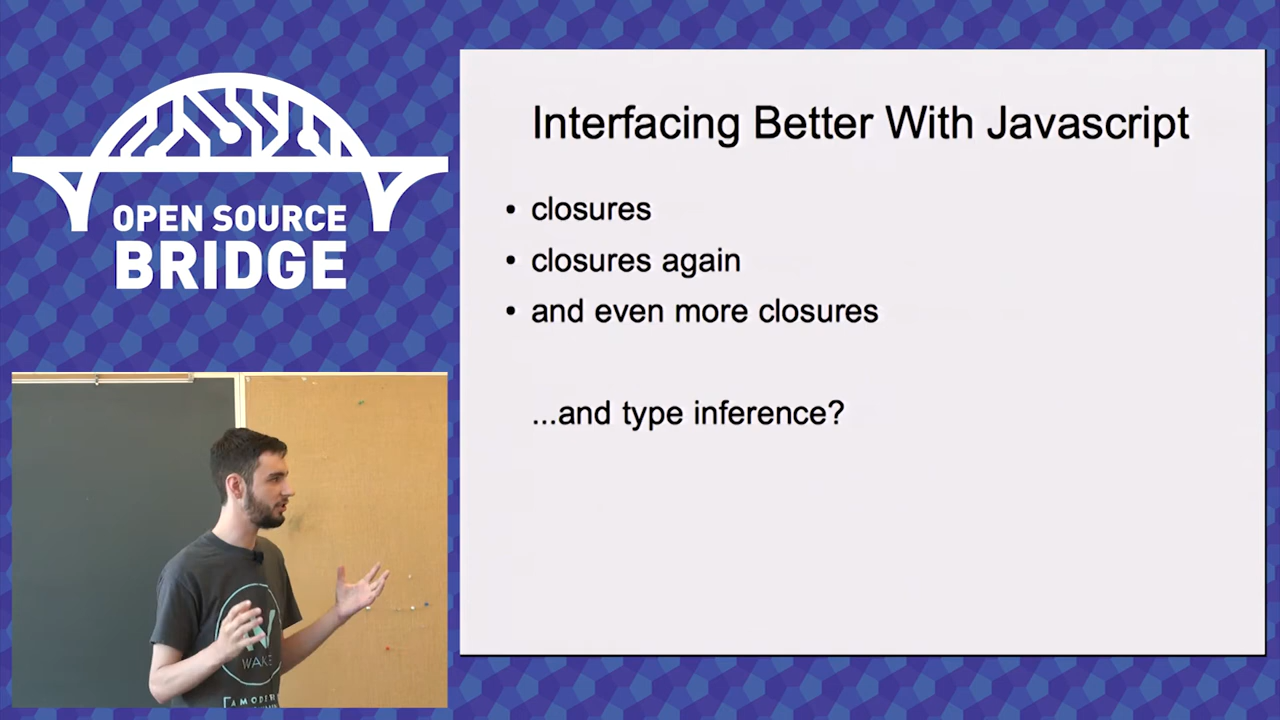 OPEN SOURCE
BRIDGE
Interfacing Better With Javascript
• closures
• closures again
• and even more closures
...and type inference?
WAKE